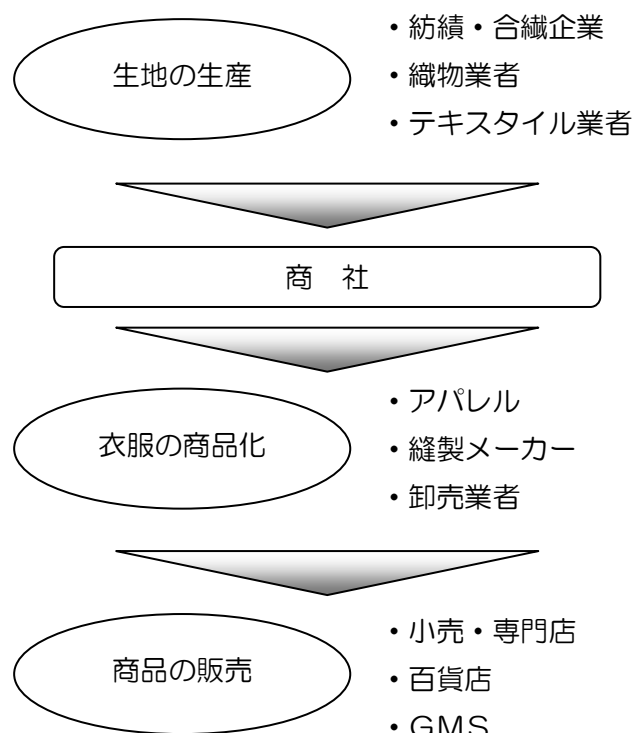 ・紡績・合繊企業
生地の生産
・織物業者
・テキスタイル業者
商　社
・アパレル
衣服の商品化
・縫製メーカー
・卸売業者
・小売・専門店
商品の販売
・百貨店
・ＧＭＳ